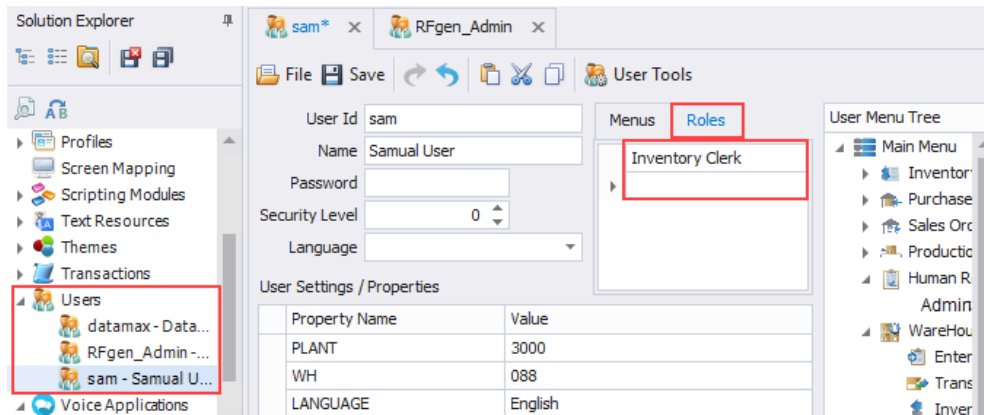 Solution Explorer
Profiles
Screen Mapping
Scripting Modules
Text Resources
Themes
Transactions
Users
datamax - Data...
RFgen_Admin -...
sam - Samual U...
Voice Applications
sam*
RFgen_Admin
File Save User Tools
User Id sam
Name Samual User
Password
Security Level 0
Language
Menus Roles
Inventory Clerk
User Settings / Properties
Property Name Value
PLANT 3000
WH 088
LANGUAGE English
User Menu Tree
Main Menu
Inventor
Purchase
Sales Orc
Productio
Human R
Admin
WareHou
Enter
Trans
Inver